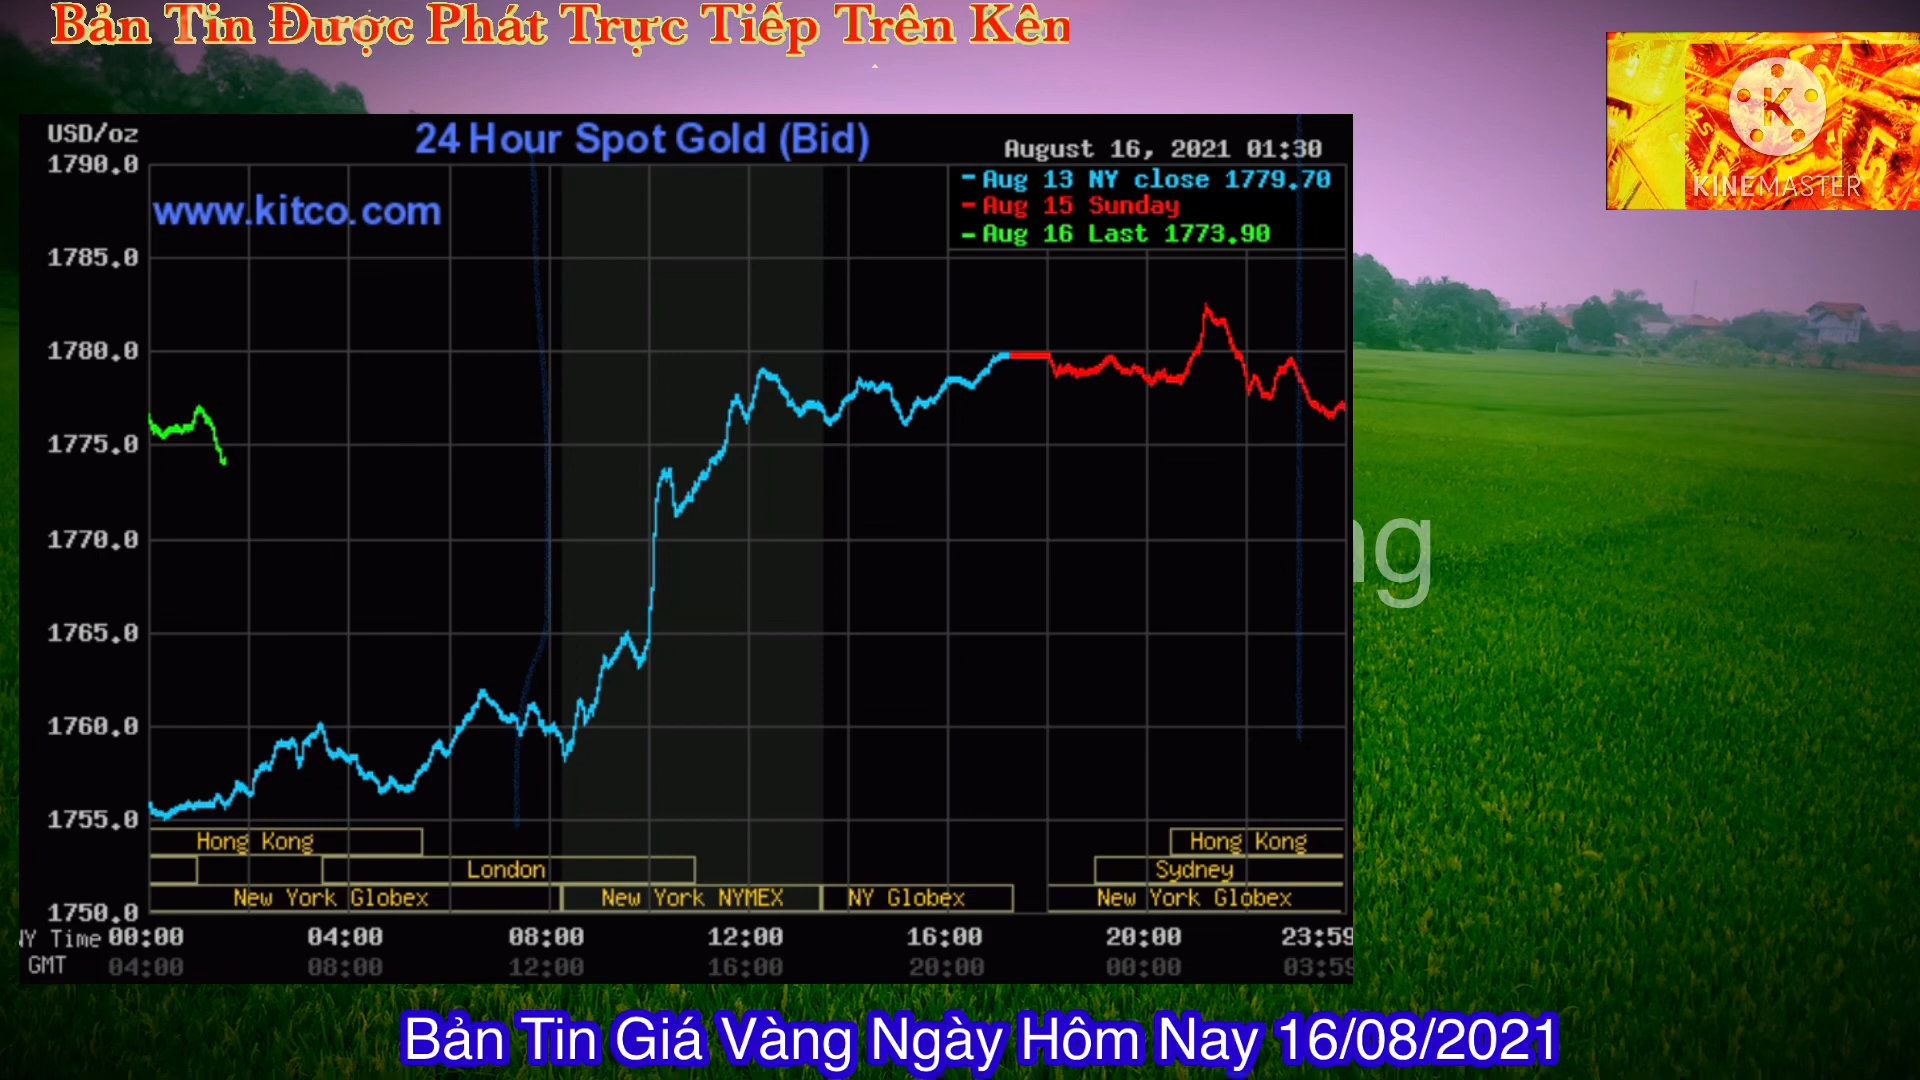 Bản Tin Được Phát Trực Tiếp Trên Kên
KINEMASTER
USD/oz
24 Hour Spot Gold (Bid)
August 16, 2021 01:30
www.kitco.com
Aug 13 NY close 1779.70
Aug 15 Sunday
Aug 16 Last 1773.90
1790.0
1785.0
1780.0
1775.0
1770.0
1765.0
1760.0
1755.0
1750.0
ng
Hong Kong
Hong Kong
London
Sydney
New York Globex
New York NYMEX
NY Globex
New York Globex
NY Time 00:00 04:00 08:00 12:00 16:00 20:00 23:59
GMT 04:00 08:00 12:00 16:00 20:00 00:00 03:59
Bản Tin Giá Vàng Ngày Hôm Nay 16/08/2021